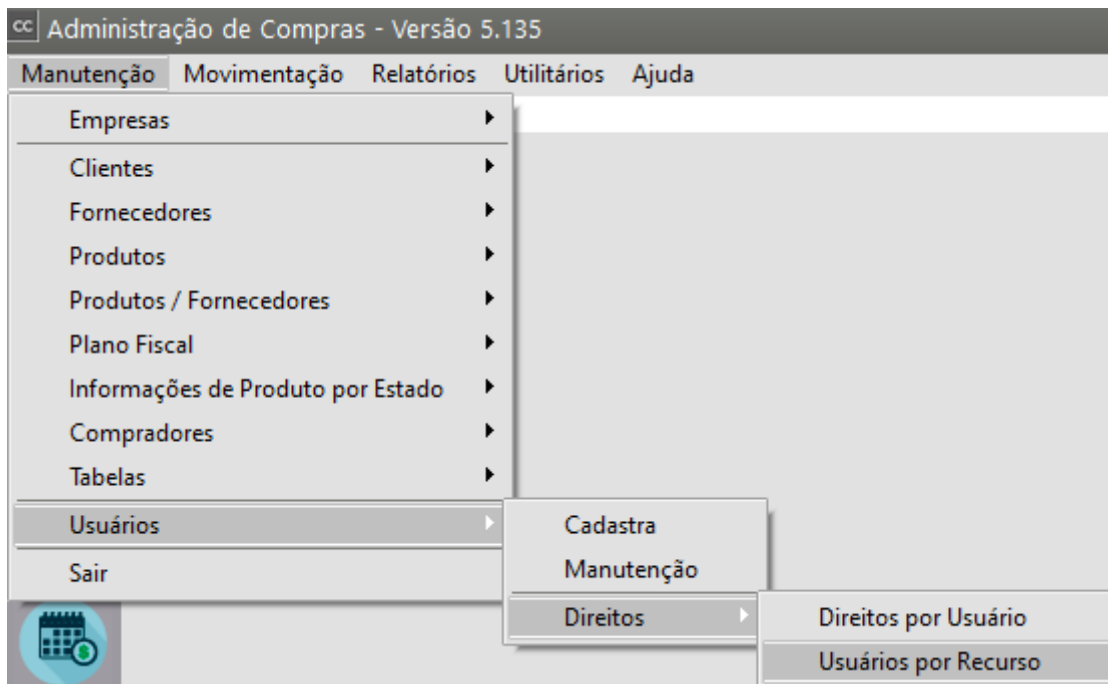 cc Administração de Compras - Versão 5.135
Manutenção Movimentação Relatórios Utilitários Ajuda
Empresas
Clientes
Fornecedores
Produtos
Produtos / Fornecedores
Plano Fiscal
Informações de Produto por Estado
Compradores
Tabelas
Usuários
Sair
Cadastra
Manutenção
Direitos
Direitos por Usuário
Usuários por Recurso
$